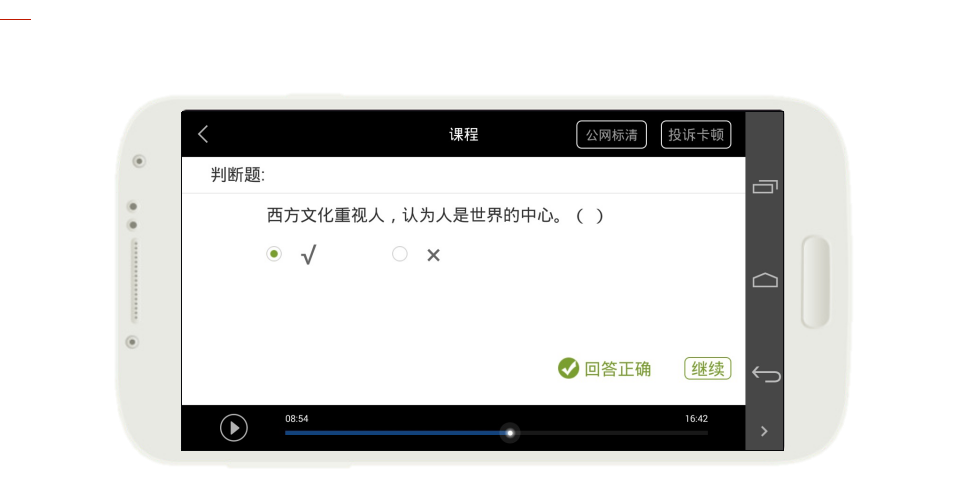 课程
公网标清
投诉卡顿
判断题:
西方文化重视人，认为人是世界的中心。（ ）
√ ×
回答正确
继续
08:54
16:42